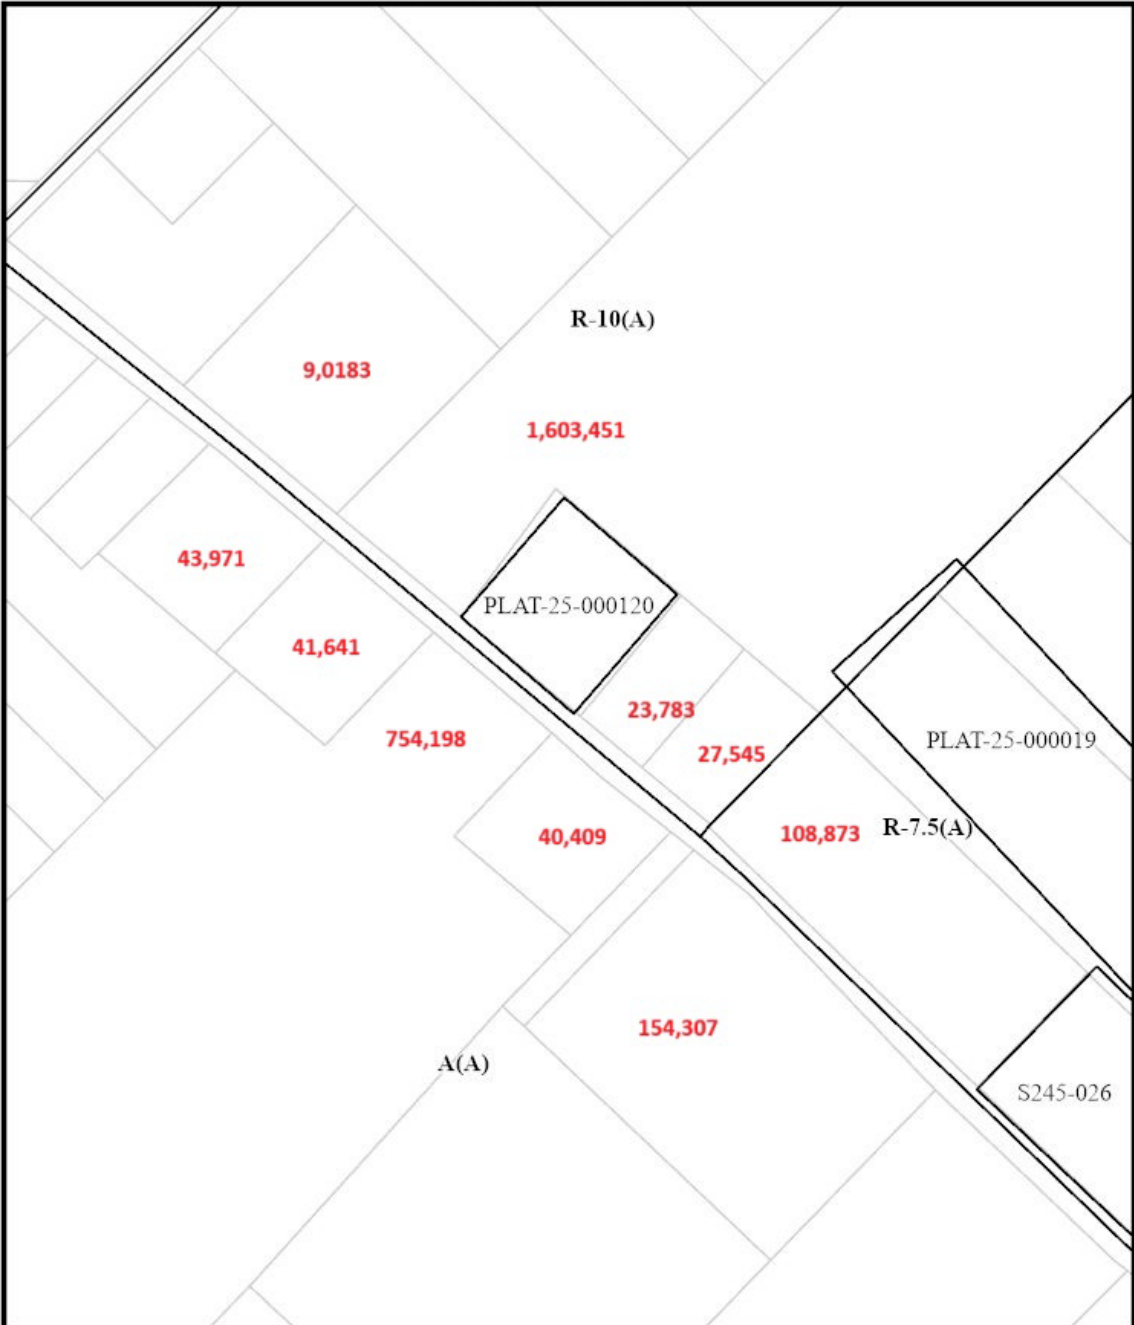 R-10(A)
9,0183
1,603,451
43,971
PLAT-25-000120
41,641
23,783
754,198
PLAT-25-000019
27,545
R-7.5(A)
108,873
40,409
154,307
A(A)
S245-026